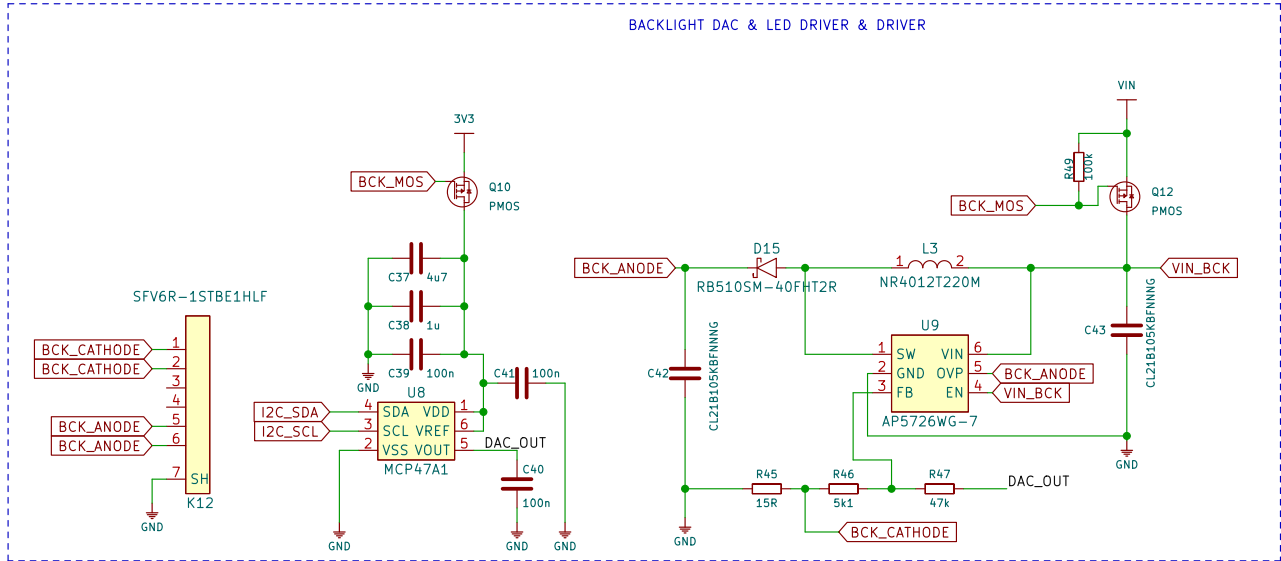 BACKLIGHT DAC & LED DRIVER & DRIVER
VIN
3V3
R49
100k
BCK_MOS
Q10
PMOS
Q12
PMOS
BCK_MOS
BCK_ANODE
D15
RB510SM-40FHT2R
1
L3
2
NR4012T220M
VIN_BCK
C37
4u7
C38
1u
C39
100n
GND
C41
100n
SFV6R-1STBE1HLF
BCK_CATHODE
1
BCK_CATHODE
2
3
4
BCK_ANODE
5
BCK_ANODE
6
7
SH
K12
GND
U8
I2C_SDA
4
SDA
VDD
1
I2C_SCL
3
SCL
VREF
6
2
VSS
VOUT
5
DAC_OUT
MCP47A1
C40
100n
GND
GND
GND
C42
CL21B105KBFNNNG
U9
1
SW
VIN
6
2
GND
OVP
5
BCK_ANODE
3
FB
EN
4
VIN_BCK
AP5726WG-7
C43
CL21B105KBFNNNG
GND
R45
15R
R46
5k1
R47
47k
DAC_OUT
BCK_CATHODE
GND